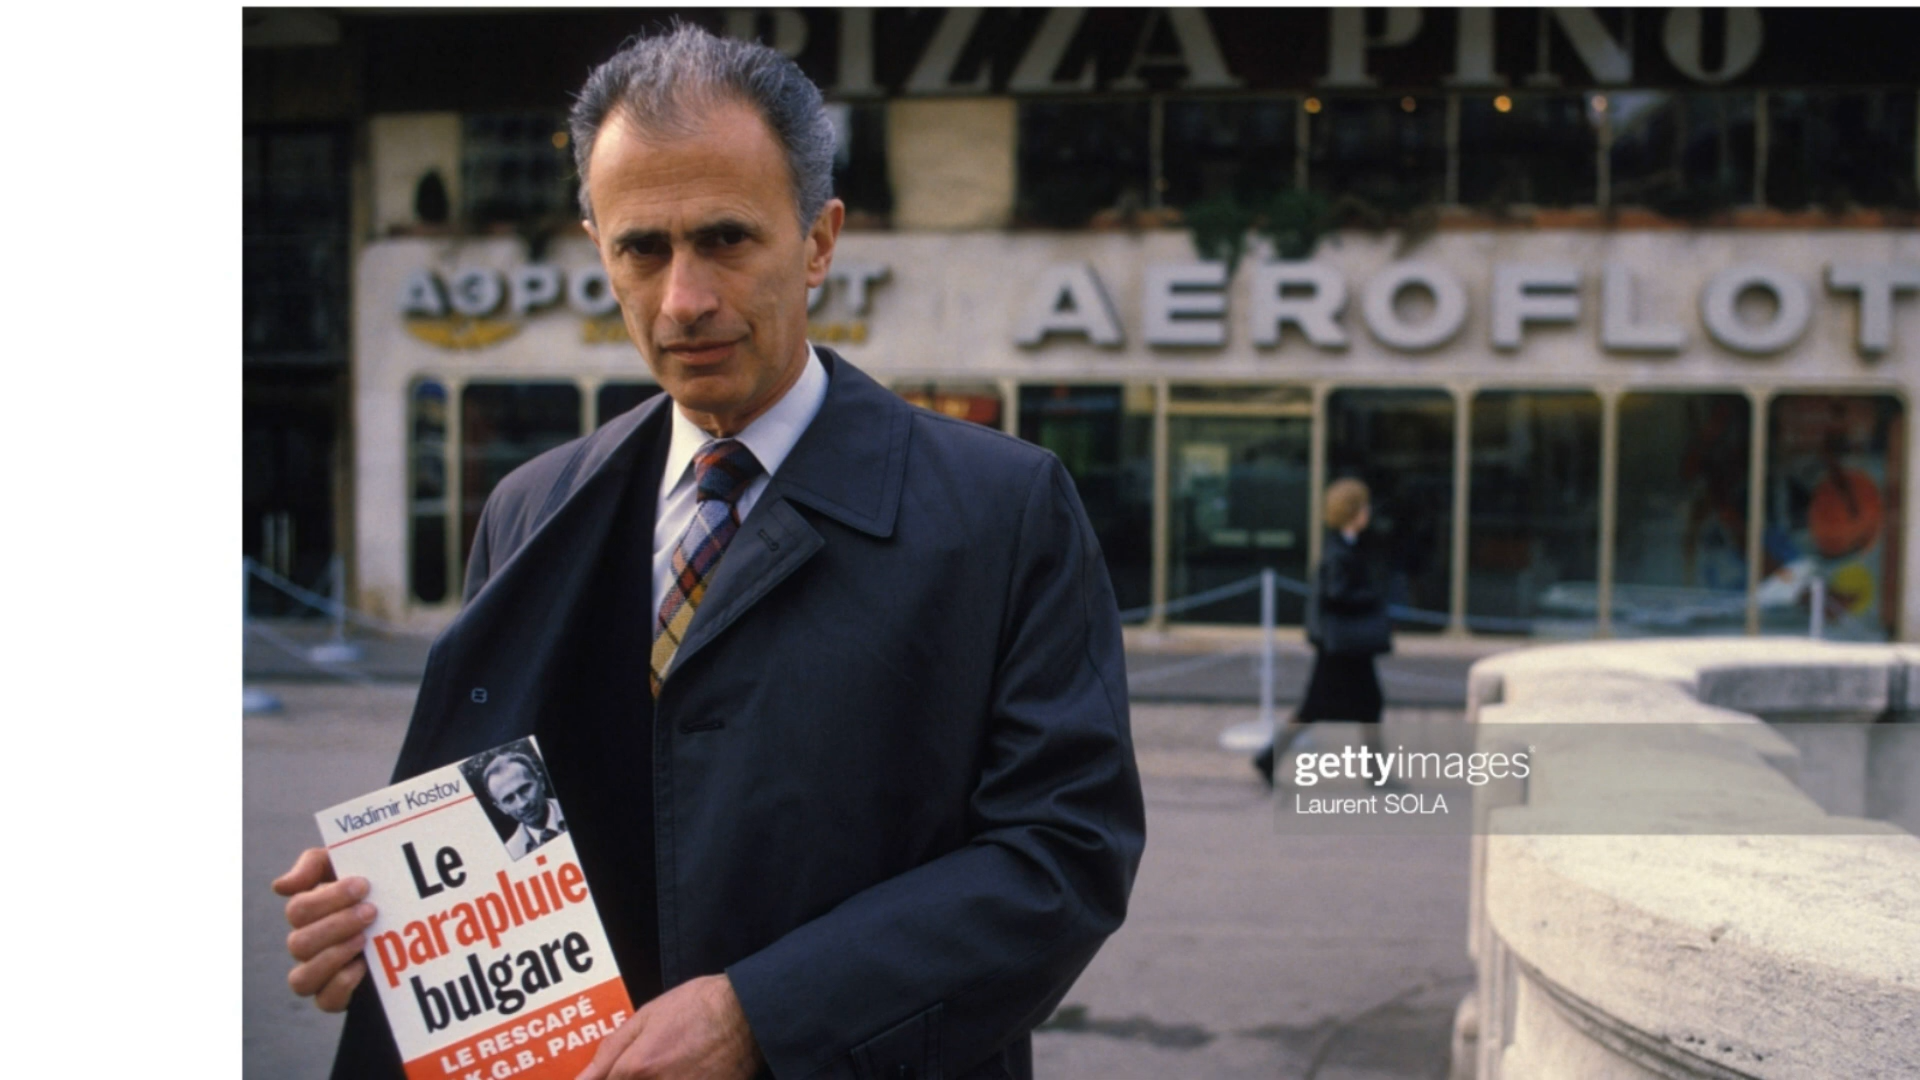 PIZZA PINO
AEROFLOT
Vladimir Kostov
Le
parapluie
bulgare
LE RESCAPÉ
K.G.B. PARLE
gettyimages
Laurent SOLA